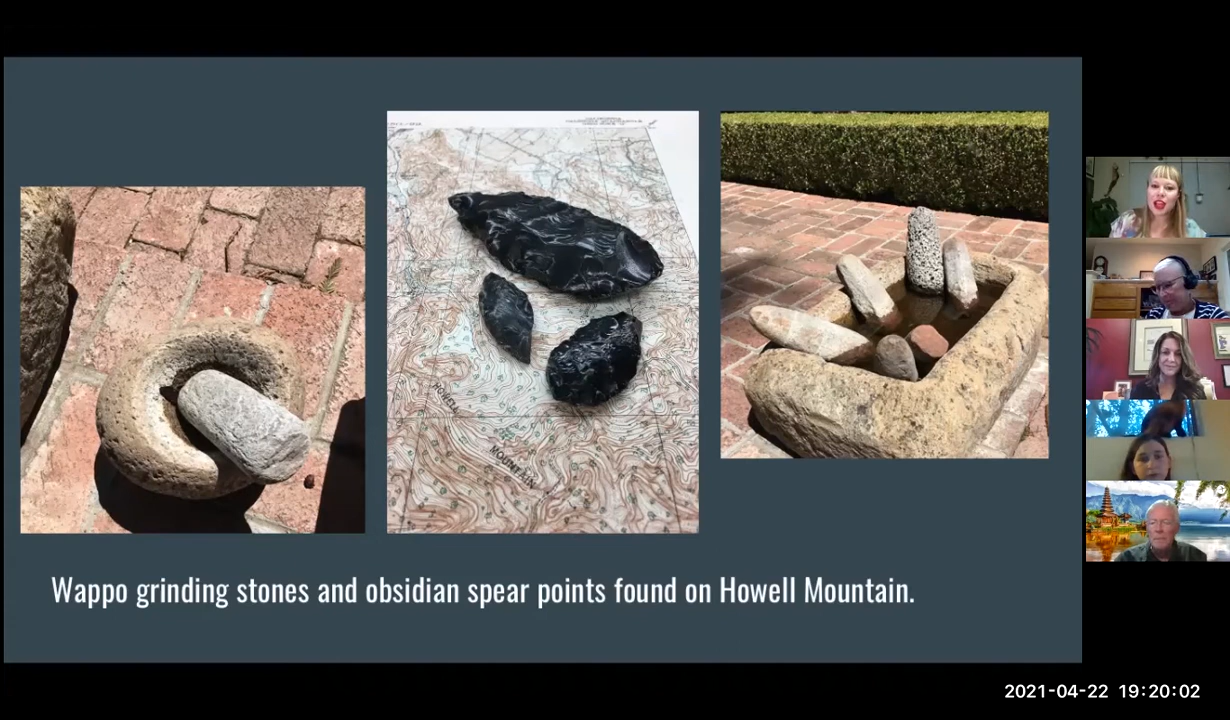 HOWELL
MOUNTAIN
Wappo grinding stones and obsidian spear points found on Howell Mountain.
2021-04-22 19:20:02